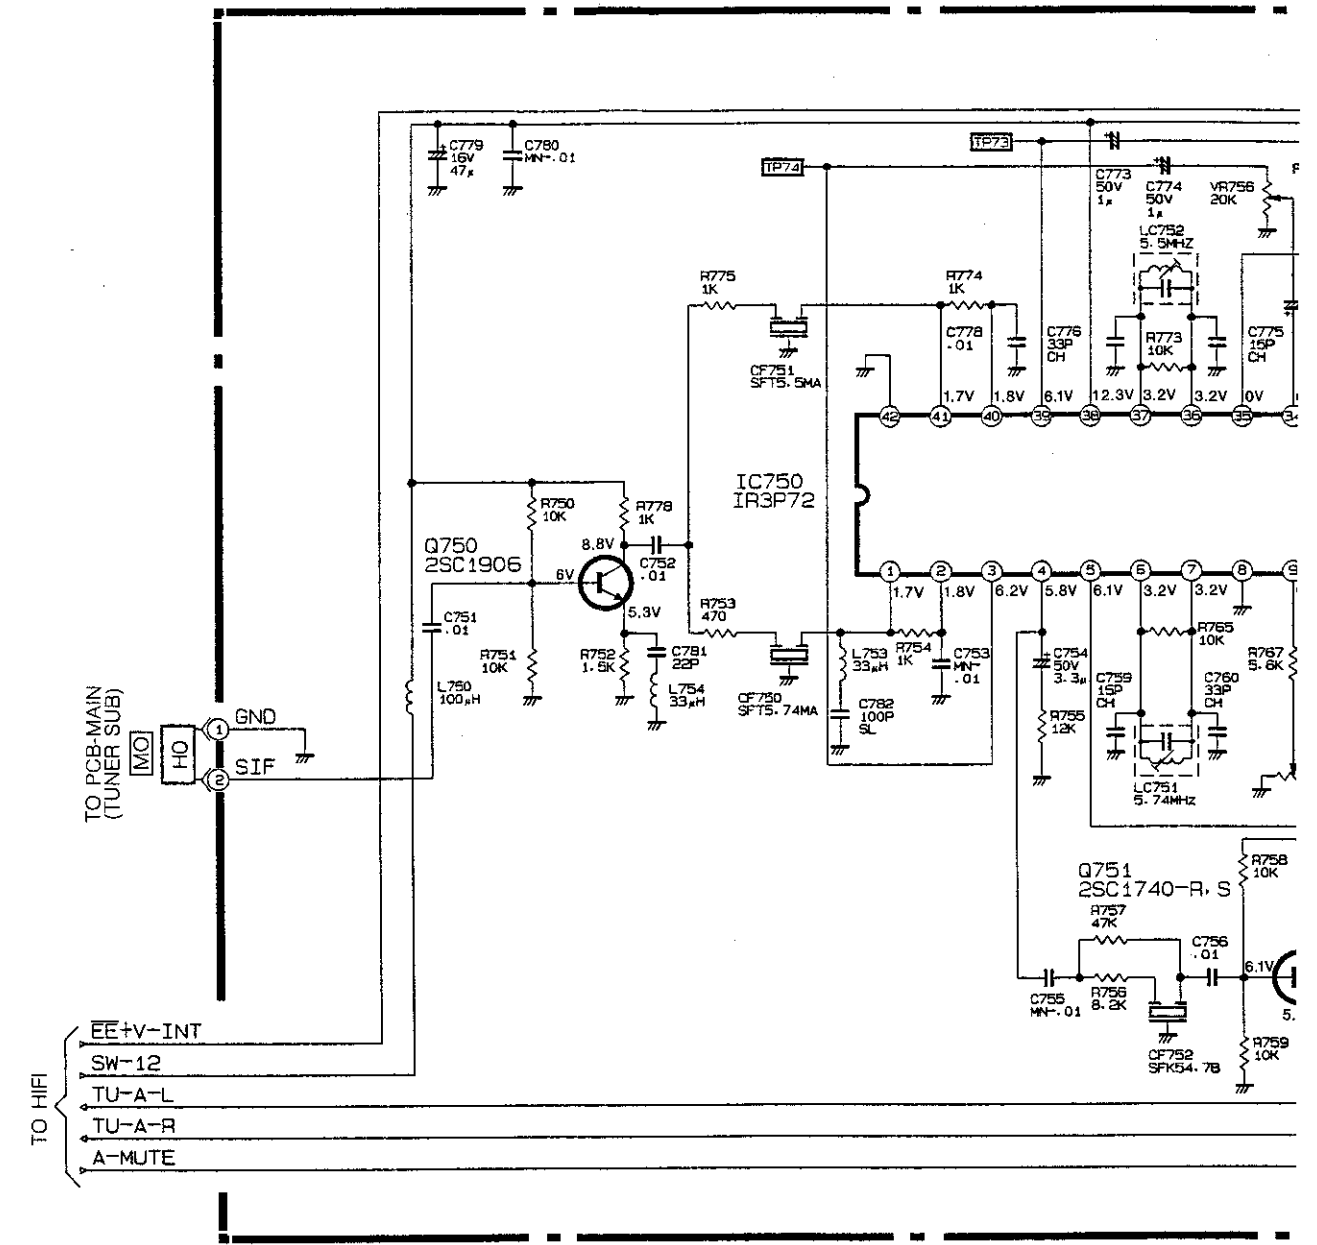 C779
16V
47μ
C780
MN-.01
TP73
TP74
C773
50V
1μ
C774
50V
1μ
VR756
20K
LC752
5.5MHZ
R775
1K
R774
1K
CF751
SFT5.5MA
C778
.01
C776
33P
CH
R773
10K
C775
15P
CH
1.7V
1.8V
6.1V
12.3V
3.2V
3.2V
0V
42
41
40
39
38
37
36
35
34
IC750
IR3P72
R750
10K
R778
1K
Q750
2SC1906
8.8V
C752
.01
6V
5.3V
1
2
3
4
5
6
7
8
9
1.7V
1.8V
6.2V
5.8V
6.1V
3.2V
3.2V
C751
.01
R753
470
R751
10K
R752
1.5K
C781
22P
L753
33μH
R754
1K
C753
MN-
.01
C754
50V
3.3μ
R765
10K
R767
5.6K
L750
100μH
L754
33μH
CF750
SFT5.74MA
C782
100P
SL
C759
15P
CH
C760
33P
CH
R755
12K
LC751
5.74MHZ
TO PCB-MAIN
(TUNER SUB)
MO
HO
1
GND
2
SIF
Q751
2SC1740-R,S
R758
10K
R757
47K
C756
.01
6.1V
C755
MN-.01
R756
8.2K
5.
CF752
SFK54.7B
R759
10K
TO HIFI
EE+V-INT
SW-12
TU-A-L
TU-A-R
A-MUTE